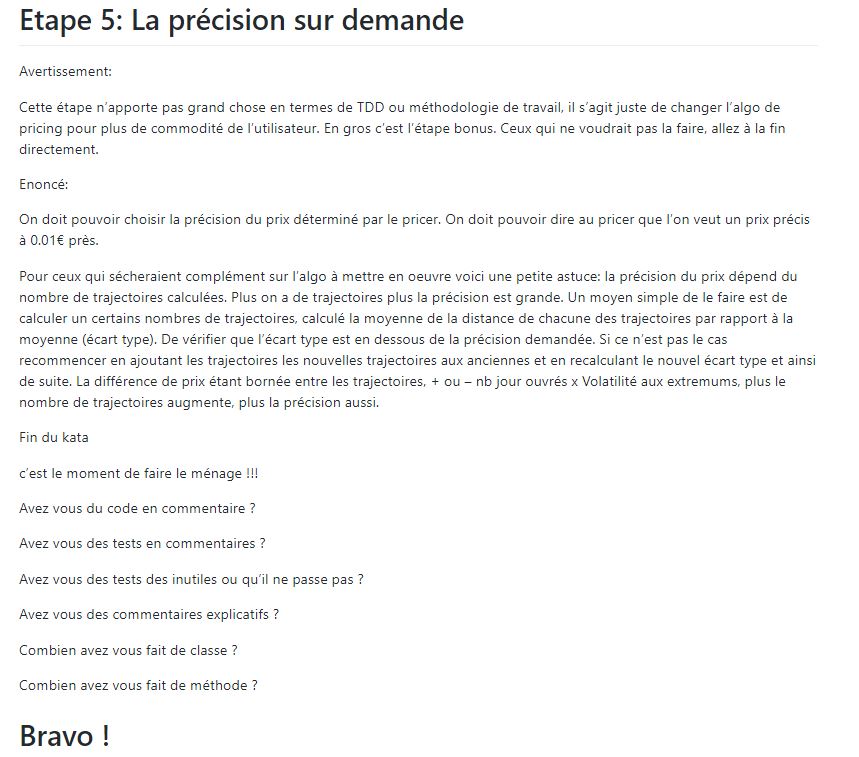 Etape 5: La précision sur demande
Avertissement:
Cette étape n’apporte pas grand chose en termes de TDD ou méthodologie de travail, il s’agit juste de changer l’algo de
pricing pour plus de commodité de l’utilisateur. En gros c’est l’étape bonus. Ceux qui ne voudrait pas la faire, allez à la fin
directement.
Enoncé:
On doit pouvoir choisir la précision du prix déterminé par le pricer. On doit pouvoir dire au pricer que l’on veut un prix précis
à 0.01€ près.
Pour ceux qui sécheraient complément sur l’algo à mettre en oeuvre voici une petite astuce: la précision du prix dépend du
nombre de trajectoires calculées. Plus on a de trajectoires plus la précision est grande. Un moyen simple de le faire est de
calculer un certains nombres de trajectoires, calculé la moyenne de la distance de chacune des trajectoires par rapport à la
moyenne (écart type). De vérifier que l’écart type est en dessous de la précision demandée. Si ce n’est pas le cas
recommencer en ajoutant les trajectoires les nouvelles trajectoires aux anciennes et en recalculant le nouvel écart type et ainsi
de suite. La différence de prix étant bornée entre les trajectoires, + ou – nb jour ouvrés x Volatilité aux extremums, plus le
nombre de trajectoires augmente, plus la précision aussi.
Fin du kata
c’est le moment de faire le ménage !!!
Avez vous du code en commentaire ?
Avez vous des tests en commentaires ?
Avez vous des tests des inutiles ou qu’il ne passe pas ?
Avez vous des commentaires explicatifs ?
Combien avez vous fait de classe ?
Combien avez vous fait de méthode ?
Bravo !